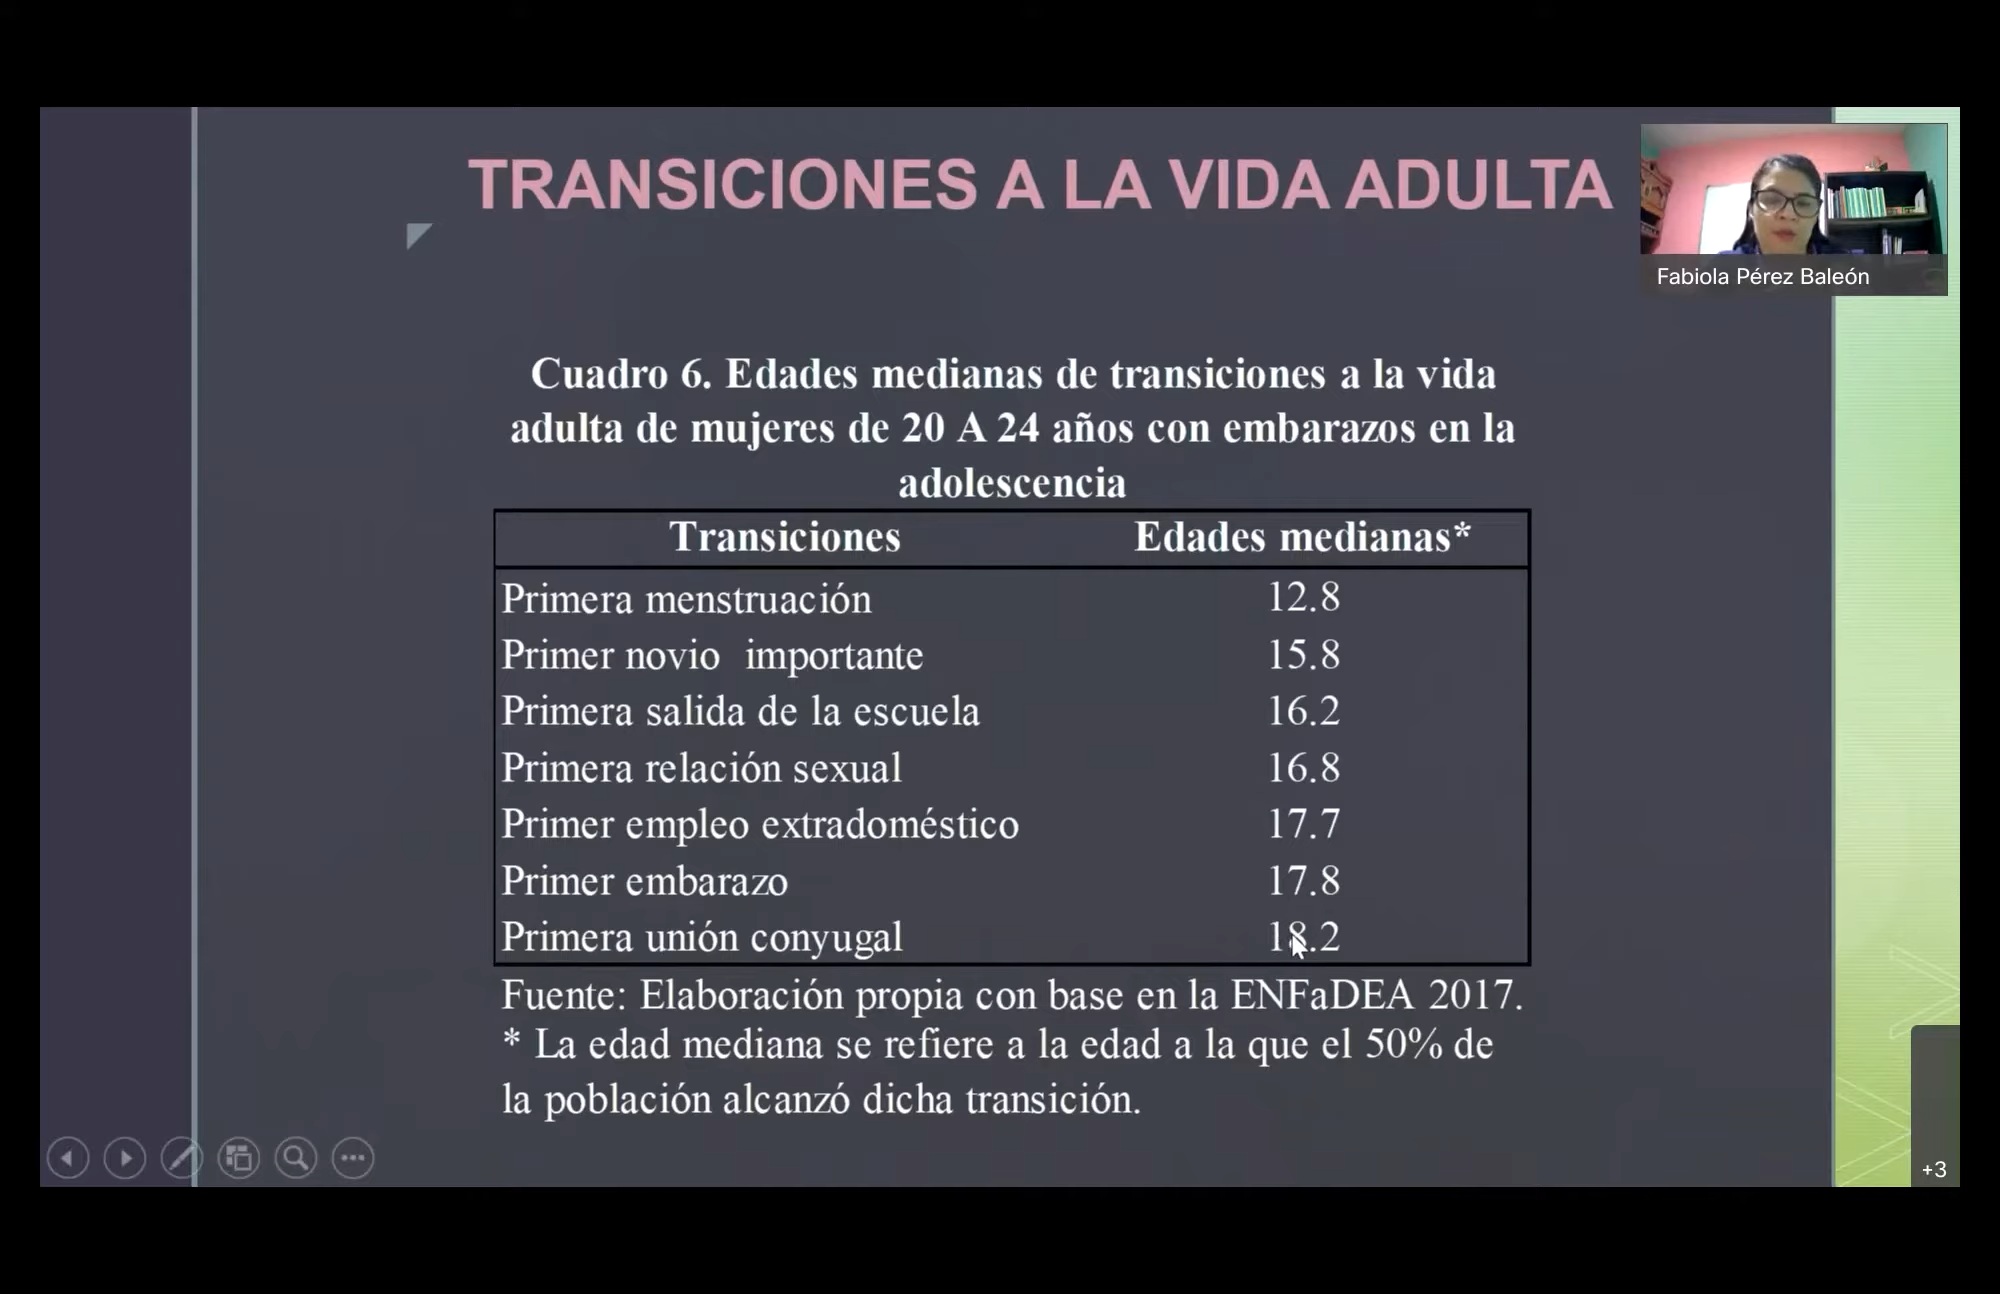 TRANSICIONES A LA VIDA ADULTA
Fabiola Pérez Baleón
Cuadro 6. Edades medianas de transiciones a la vida
adulta de mujeres de 20 A 24 años con embarazos en la
adolescencia
Transiciones Edades medianas*
Primera menstruación 12.8
Primer novio importante 15.8
Primera salida de la escuela 16.2
Primera relación sexual 16.8
Primer empleo extradoméstico 17.7
Primer embarazo 17.8
Primera unión conyugal 18.2
Fuente: Elaboración propia con base en la ENFaDEA 2017.
* La edad mediana se refiere a la edad a la que el 50% de
la población alcanzó dicha transición.
+3